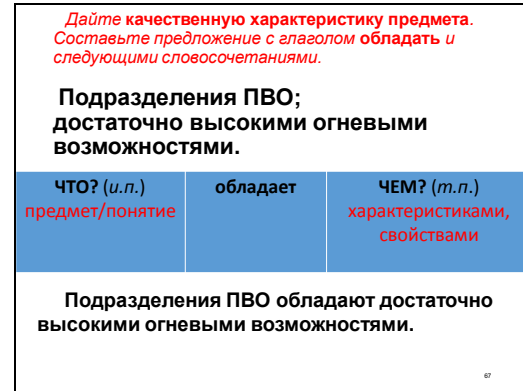 Дайте качественную характеристику предмета.
Составьте предложение с глаголом обладать и
следующими словосочетаниями.
Подразделения ПВО;
достаточно высокими огневыми
возможностями.
ЧТО? (и.п.)
предмет/понятие
обладает
ЧЕМ? (т.п.)
характеристиками,
свойствами
Подразделения ПВО обладают достаточно
высокими огневыми возможностями.
67